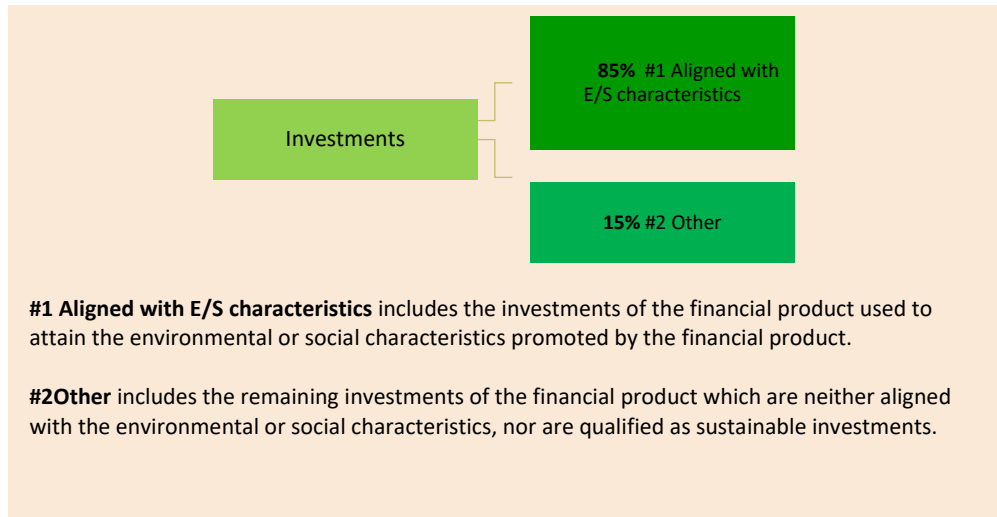 85% #1 Aligned with
E/S characteristics
Investments
15% #2 Other
#1 Aligned with E/S characteristics includes the investments of the financial product used to
attain the environmental or social characteristics promoted by the financial product.
#2Other includes the remaining investments of the financial product which are neither aligned
with the environmental or social characteristics, nor are qualified as sustainable investments.